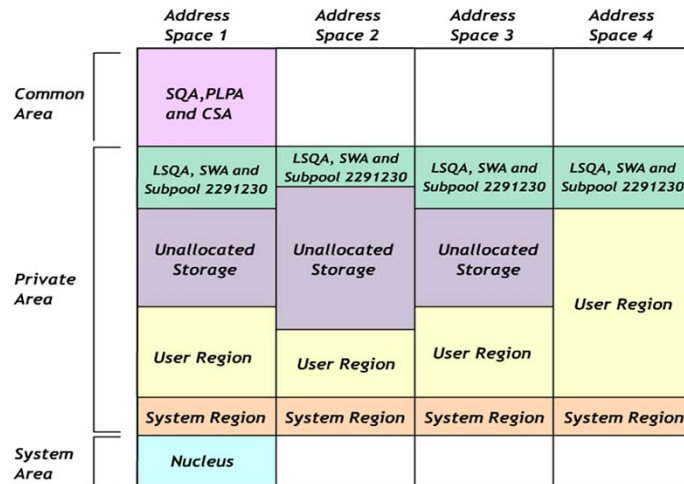 Address Space 1
Address Space 2
Address Space 3
Address Space 4
Common Area
SQA,PLPA
and CSA
Private Area
LSQA, SWA and
Subpool 2291230
LSQA, SWA and
Subpool 2291230
LSQA, SWA and
Subpool 2291230
LSQA, SWA and
Subpool 2291230
Unallocated
Storage
Unallocated
Storage
Unallocated
Storage
User Region
User Region
User Region
User Region
System Region
System Region
System Region
System Region
System Area
Nucleus